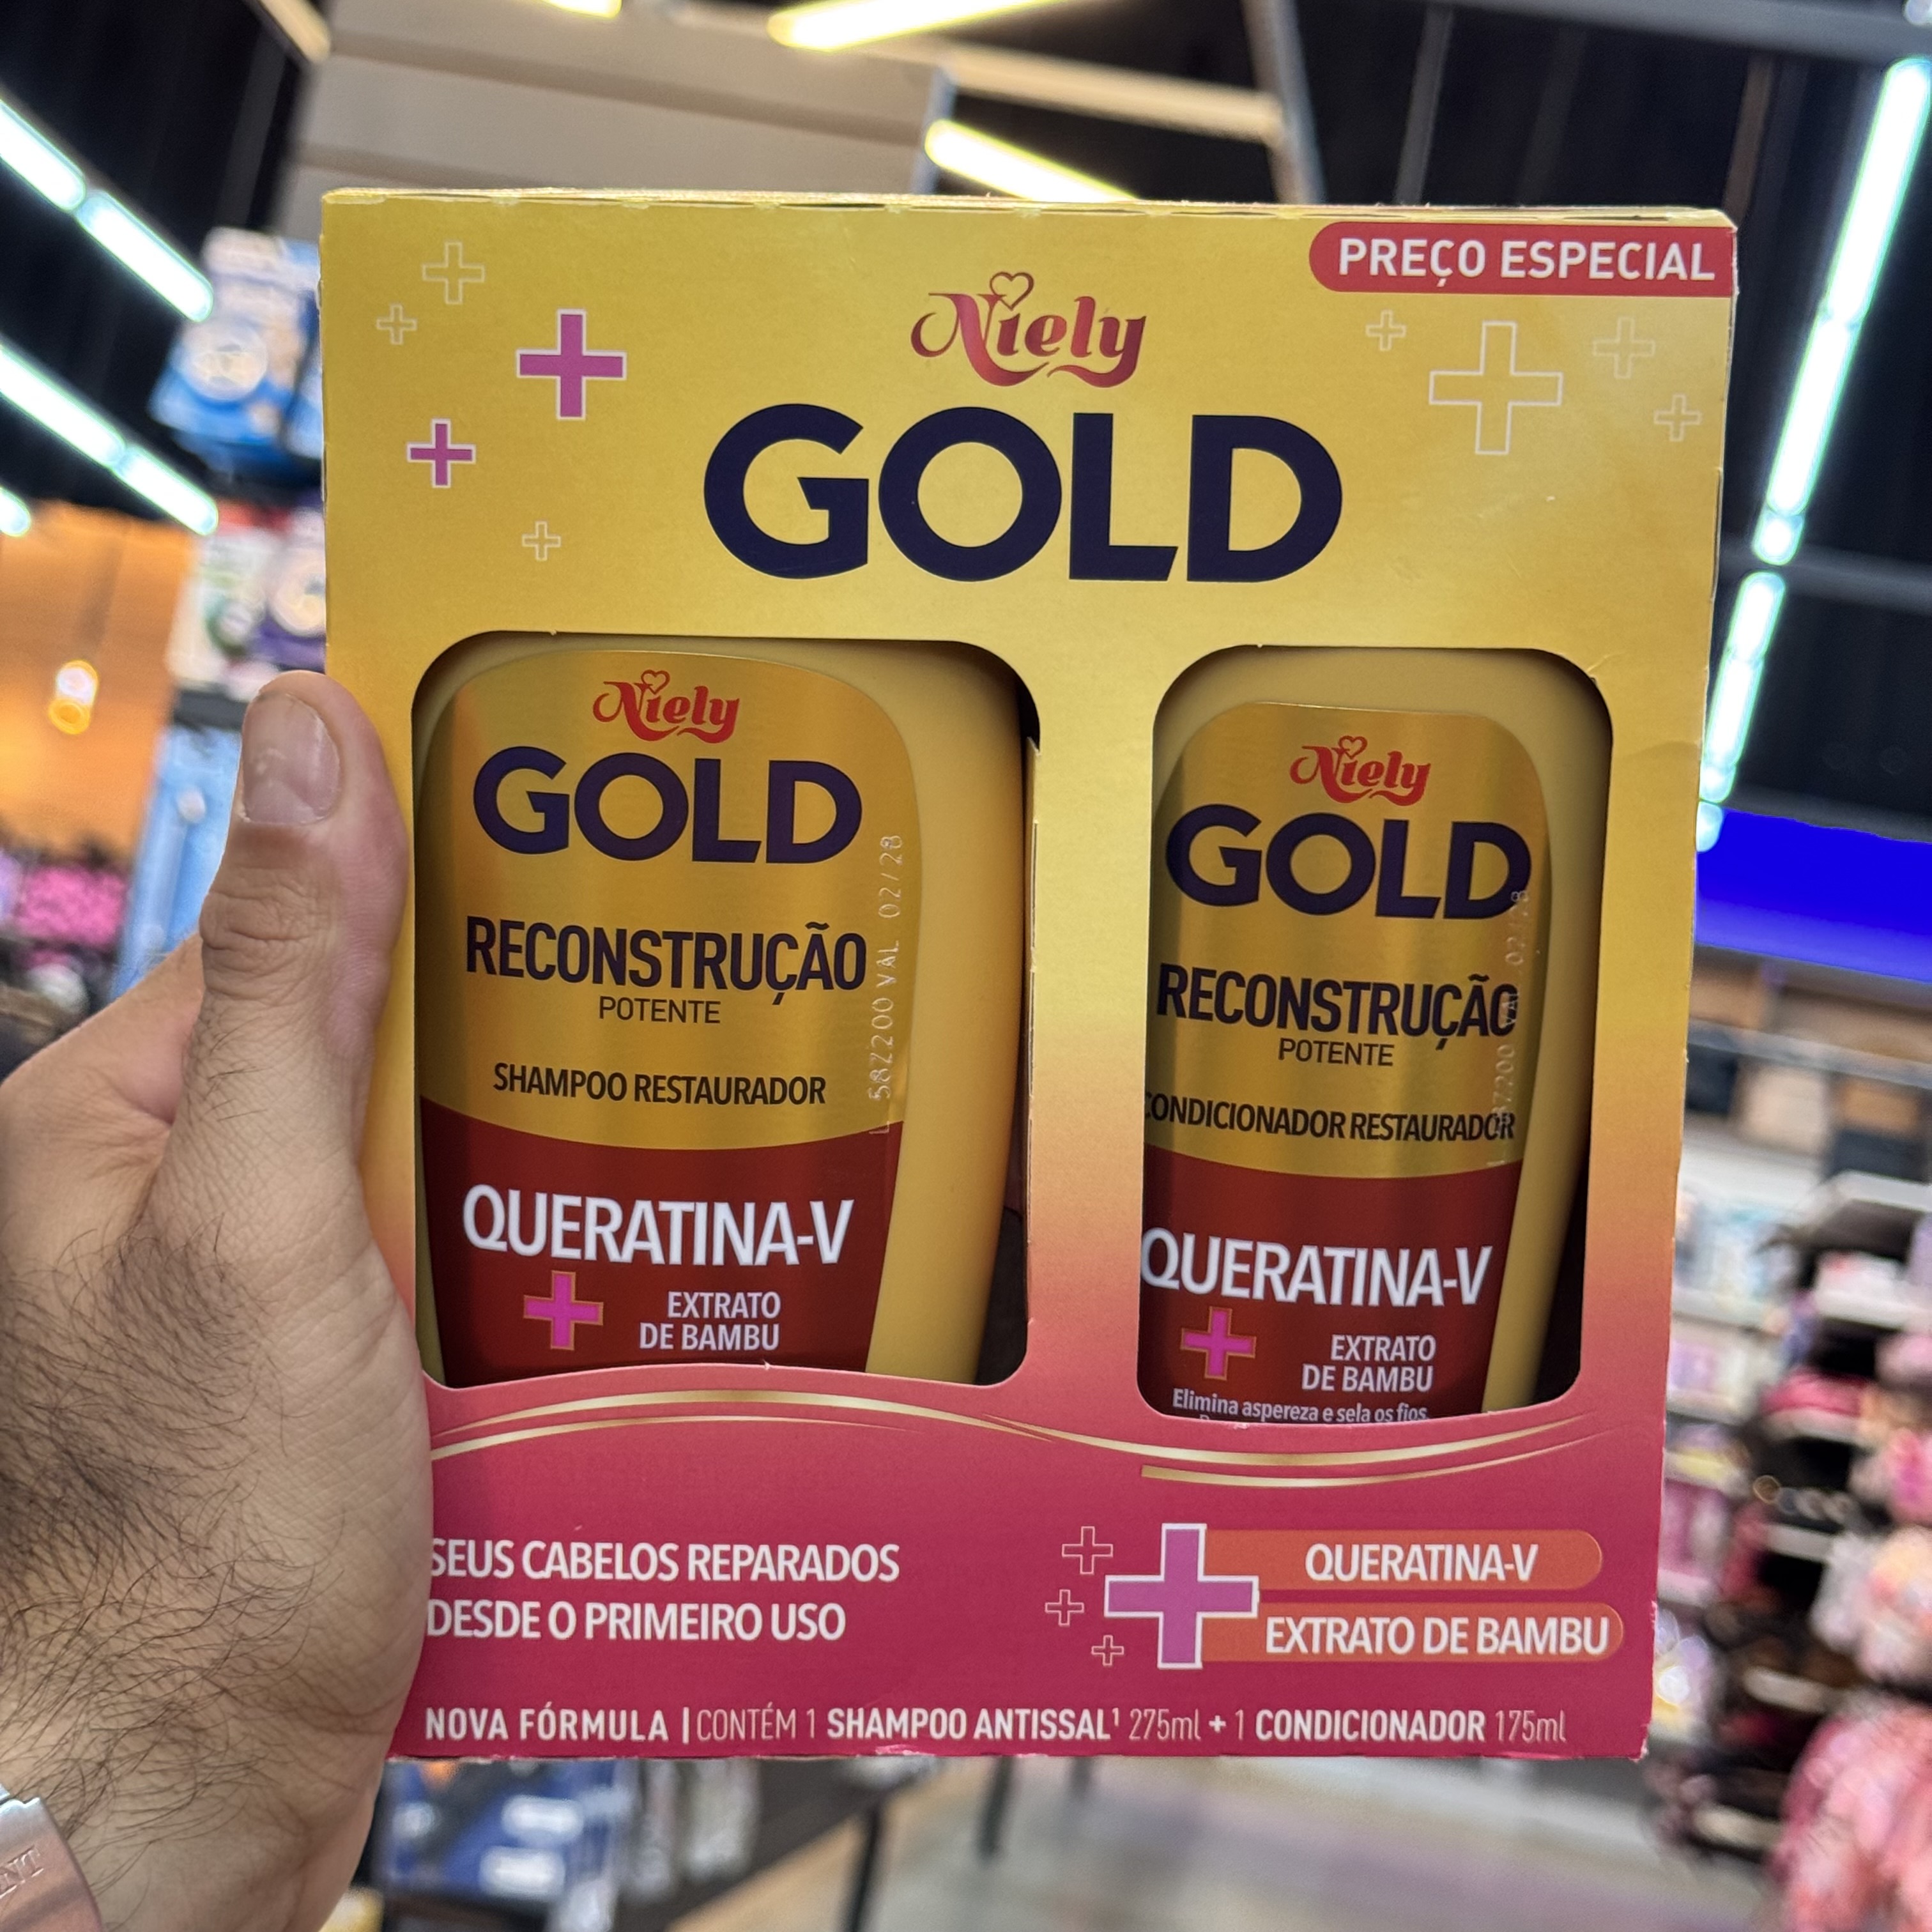 PREÇO ESPECIAL
Niely
GOLD
Niely
GOLD
RECONSTRUÇÃO
POTENTE
SHAMPOO RESTAURADOR
QUERATINA-V
EXTRATO
DE BAMBU
VAL 02/28
Niely
GOLD
RECONSTRUÇÃO
POTENTE
CONDICIONADOR RESTAURADOR
QUERATINA-V
EXTRATO
DE BAMBU
Elimina aspereza e sela os fios.
SEUS CABELOS REPARADOS
DESDE O PRIMEIRO USO
QUERATINA-V
EXTRATO DE BAMBU
NOVA FÓRMULA | CONTÉM 1 SHAMPOO ANTISSAL¹ 275ml + 1 CONDICIONADOR 175ml